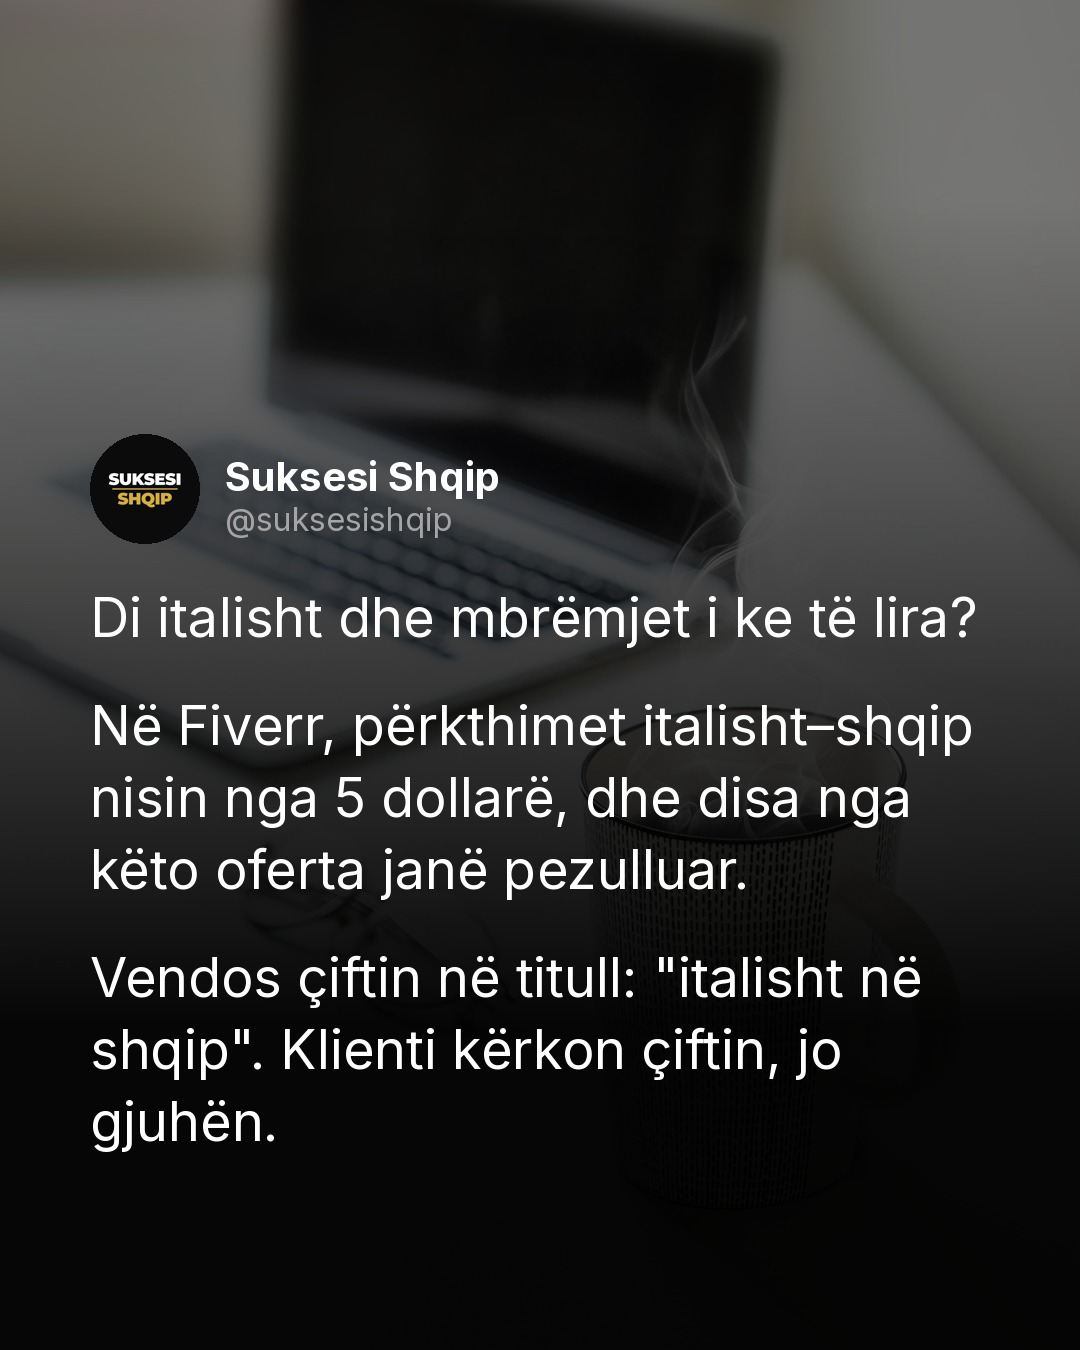 SUKSESI
SHQIP
Suksesi Shqip
@suksesishqip
Di italisht dhe mbrëmjet i ke të lira?
Në Fiverr, përkthimet italisht–shqip
nisin nga 5 dollarë, dhe disa nga
këto oferta janë pezulluar.
Vendos çiftin në titull: "italisht në
shqip". Klienti kërkon çiftin, jo
gjuhën.